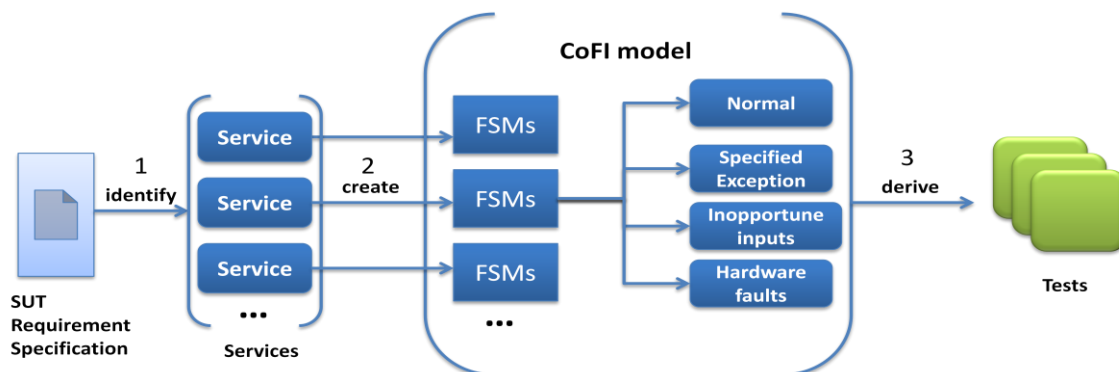 CoFI model
1
identify
SUT
Requirement
Specification
Service
Service
Service
...
Services
2
create
FSMs
FSMs
FSMs
...
Normal
Specified
Exception
Inopportune
inputs
Hardware
faults
3
derive
Tests